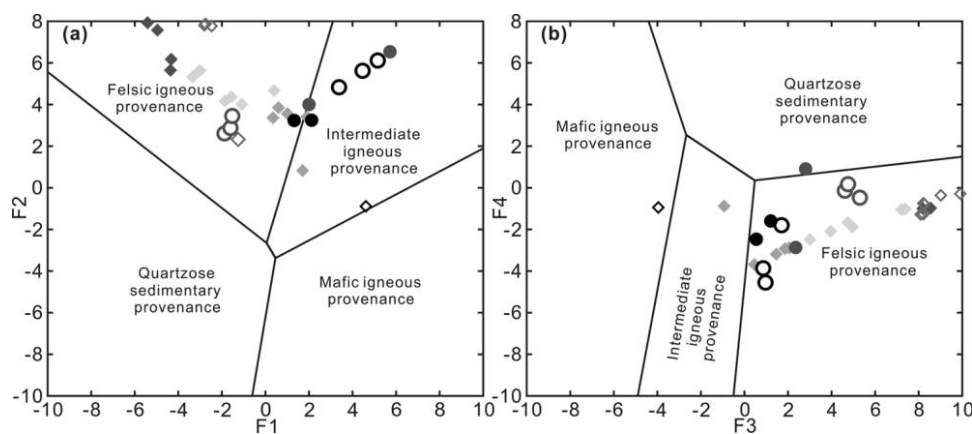 (a)
8
6
4
2
0
-2
-4
-6
-8
-10
F2
Felsic igneous
provenance
Intermediate
igneous
provenance
Quartzose
sedimentary
provenance
Mafic igneous
provenance
-10 -8 -6 -4 -2 0 2 4 6 8 10
F1
(b)
8
6
4
2
0
-2
-4
-6
-8
-10
F4
Quartzose
sedimentary
provenance
Mafic igneous
provenance
Felsic igneous
provenance
Intermediate
igneous
provenance
-10 -8 -6 -4 -2 0 2 4 6 8 10
F3